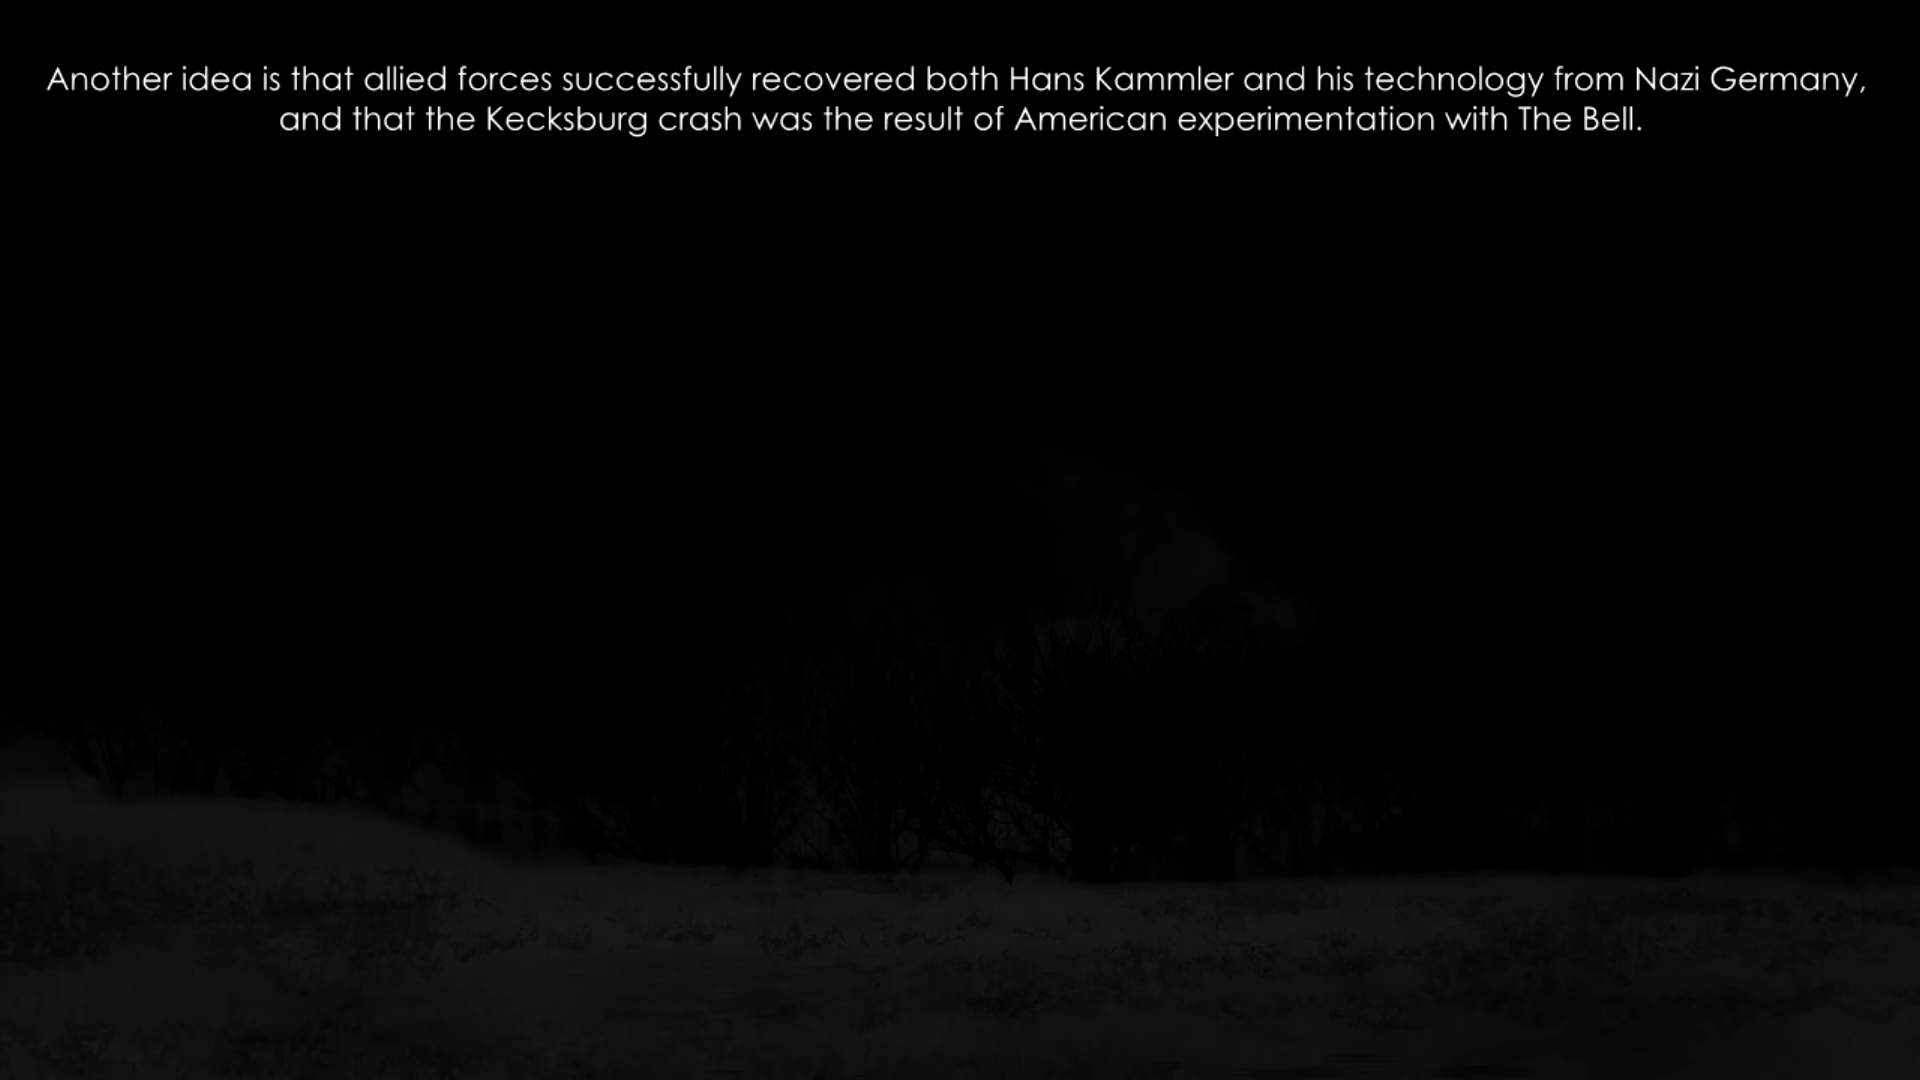 Another idea is that allied forces successfully recovered both Hans Kammler and his technology from Nazi Germany,
and that the Kecksburg crash was the result of American experimentation with The Bell.